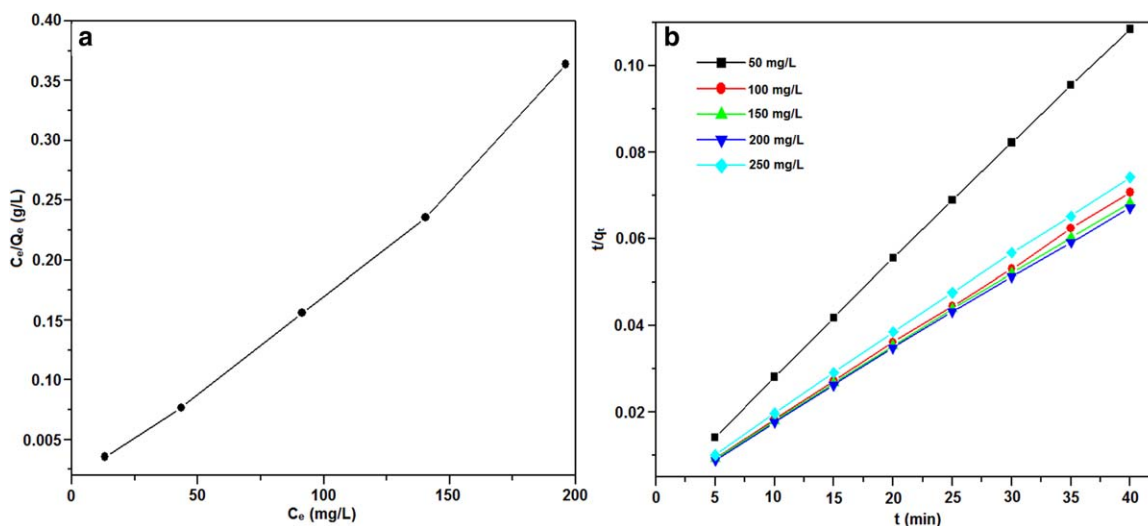 a
0.40
0.35
0.30
0.25
0.20
0.15
0.10
0.005
Cₑ/Qₑ (g/L)
0
50
100
150
200
Cₑ (mg/L)
b
50 mg/L
100 mg/L
150 mg/L
200 mg/L
250 mg/L
0.10
0.08
0.06
0.04
0.02
t/qₜ
0
5
10
15
20
25
30
35
40
t (min)